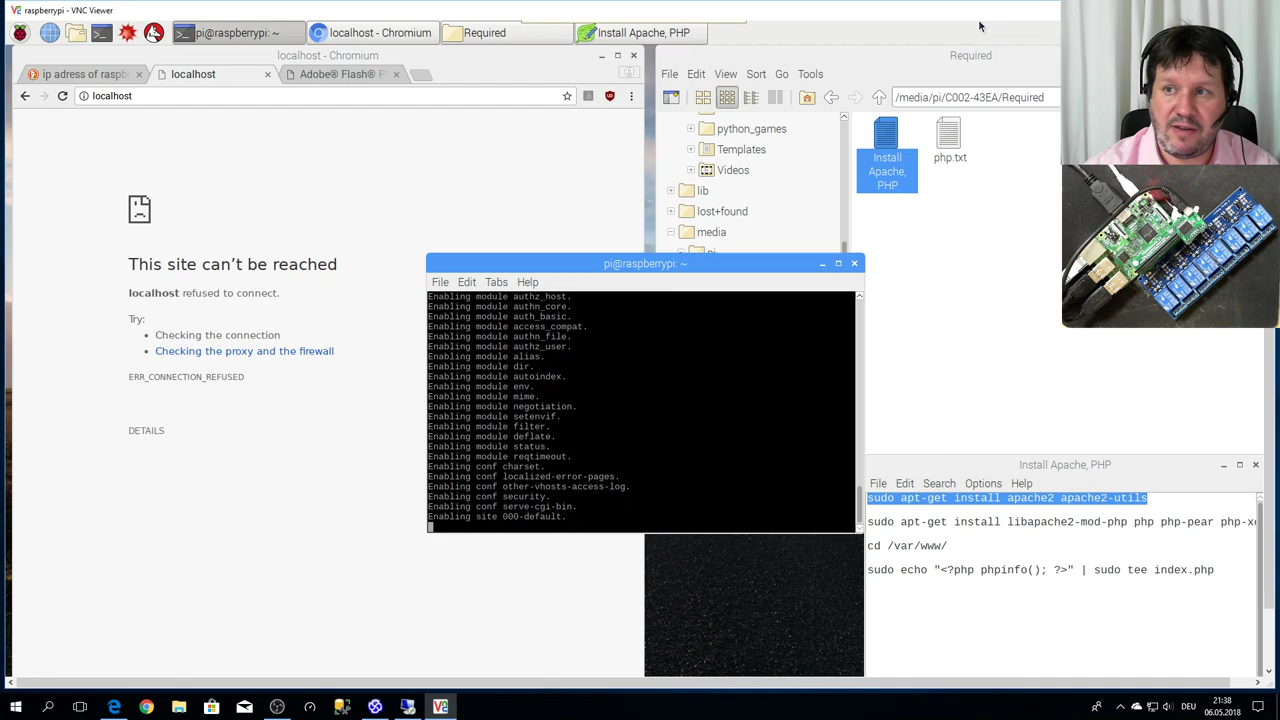 raspberrypi - VNC Viewer
pi@raspberrypi: ~
localhost - Chromium
Required
Install Apache, PHP
localhost - Chromium
ip adress of raspb
localhost
Adobe® Flash® P
localhost
This site can’t be reached
localhost refused to connect.
Try:
• Checking the connection
• Checking the proxy and the firewall
ERR_CONNECTION_REFUSED
DETAILS
Required
File Edit View Sort Go Tools
/media/pi/C002-43EA/Required
python_games
Templates
Videos
lib
lost+found
media
pi
Install
Apache,
PHP
php.txt
pi@raspberrypi: ~
File Edit Tabs Help
Enabling module authz_host.
Enabling module authn_core.
Enabling module auth_basic.
Enabling module access_compat.
Enabling module authn_file.
Enabling module authz_user.
Enabling module alias.
Enabling module dir.
Enabling module autoindex.
Enabling module env.
Enabling module mime.
Enabling module negotiation.
Enabling module setenvif.
Enabling module filter.
Enabling module deflate.
Enabling module status.
Enabling module reqtimeout.
Enabling conf charset.
Enabling conf localized-error-pages.
Enabling conf other-vhosts-access-log.
Enabling conf security.
Enabling conf serve-cgi-bin.
Enabling site 000-default.
Install Apache, PHP
File Edit Search Options Help
sudo apt-get install apache2 apache2-utils
sudo apt-get install libapache2-mod-php php php-pear php-xc
cd /var/www/
sudo echo "<?php phpinfo(); ?>" | sudo tee index.php
DEU
21:38
06.05.2018